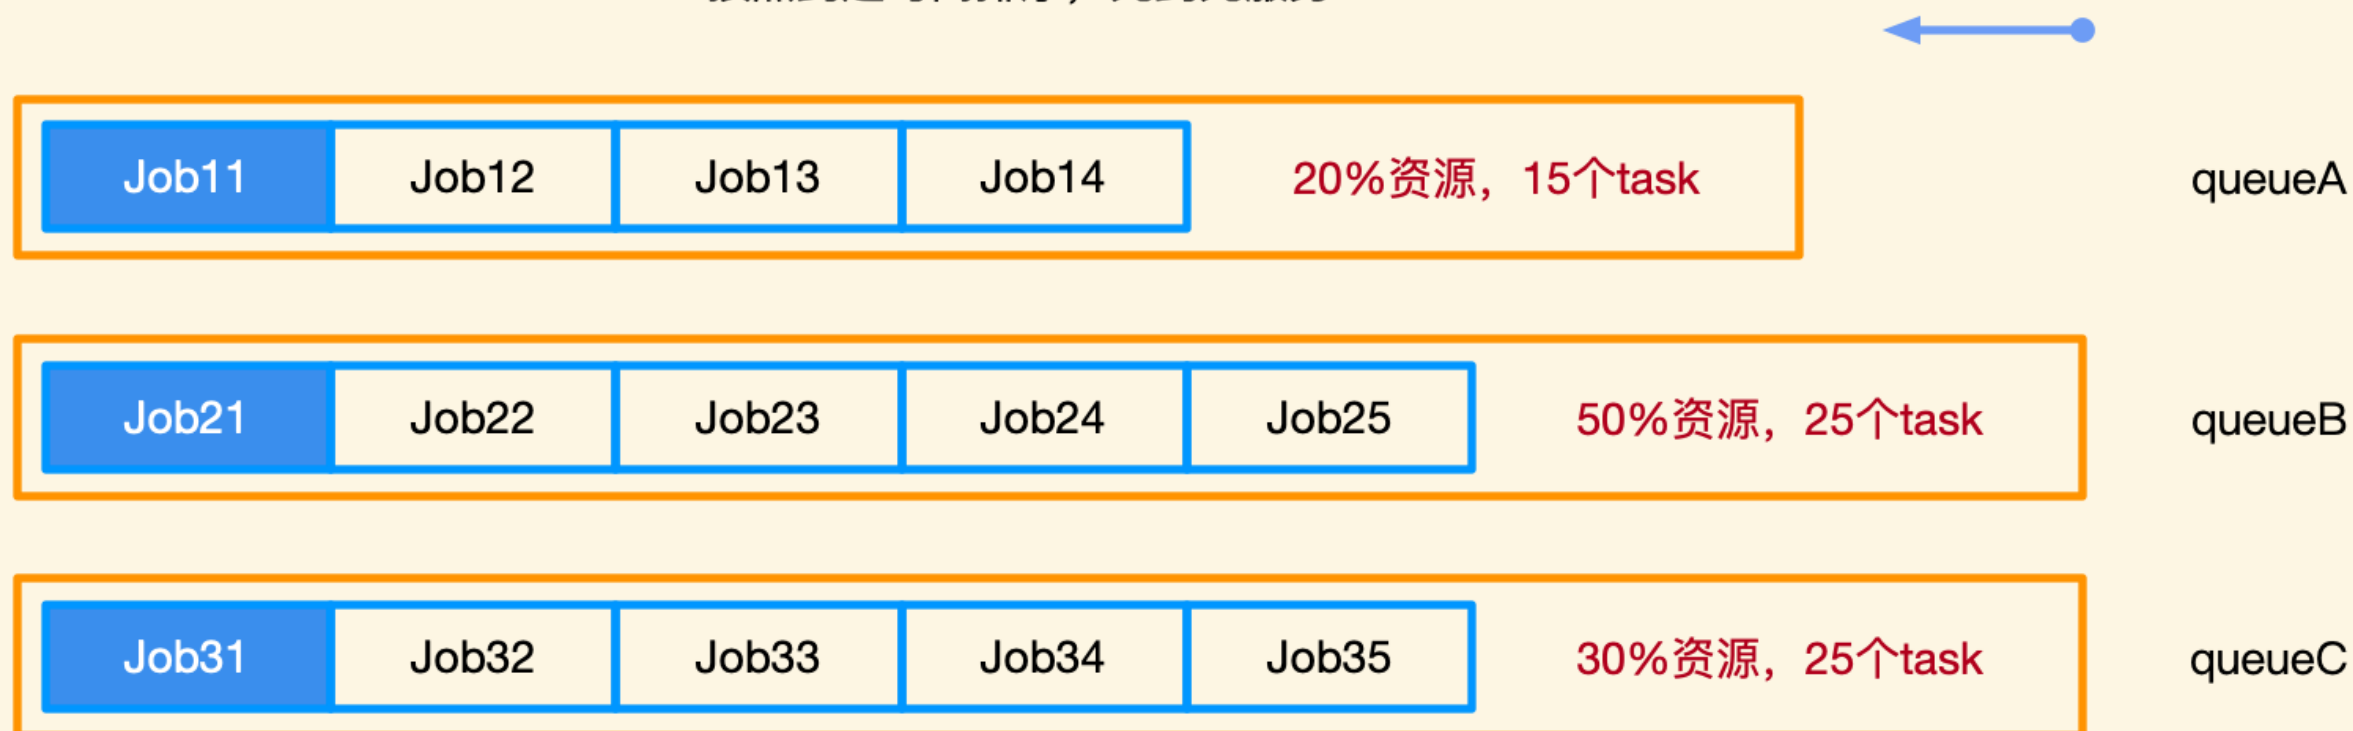 Job11 Job12 Job13 Job14 20%资源，15个task queueA
Job21 Job22 Job23 Job24 Job25 50%资源，25个task queueB
Job31 Job32 Job33 Job34 Job35 30%资源，25个task queueC